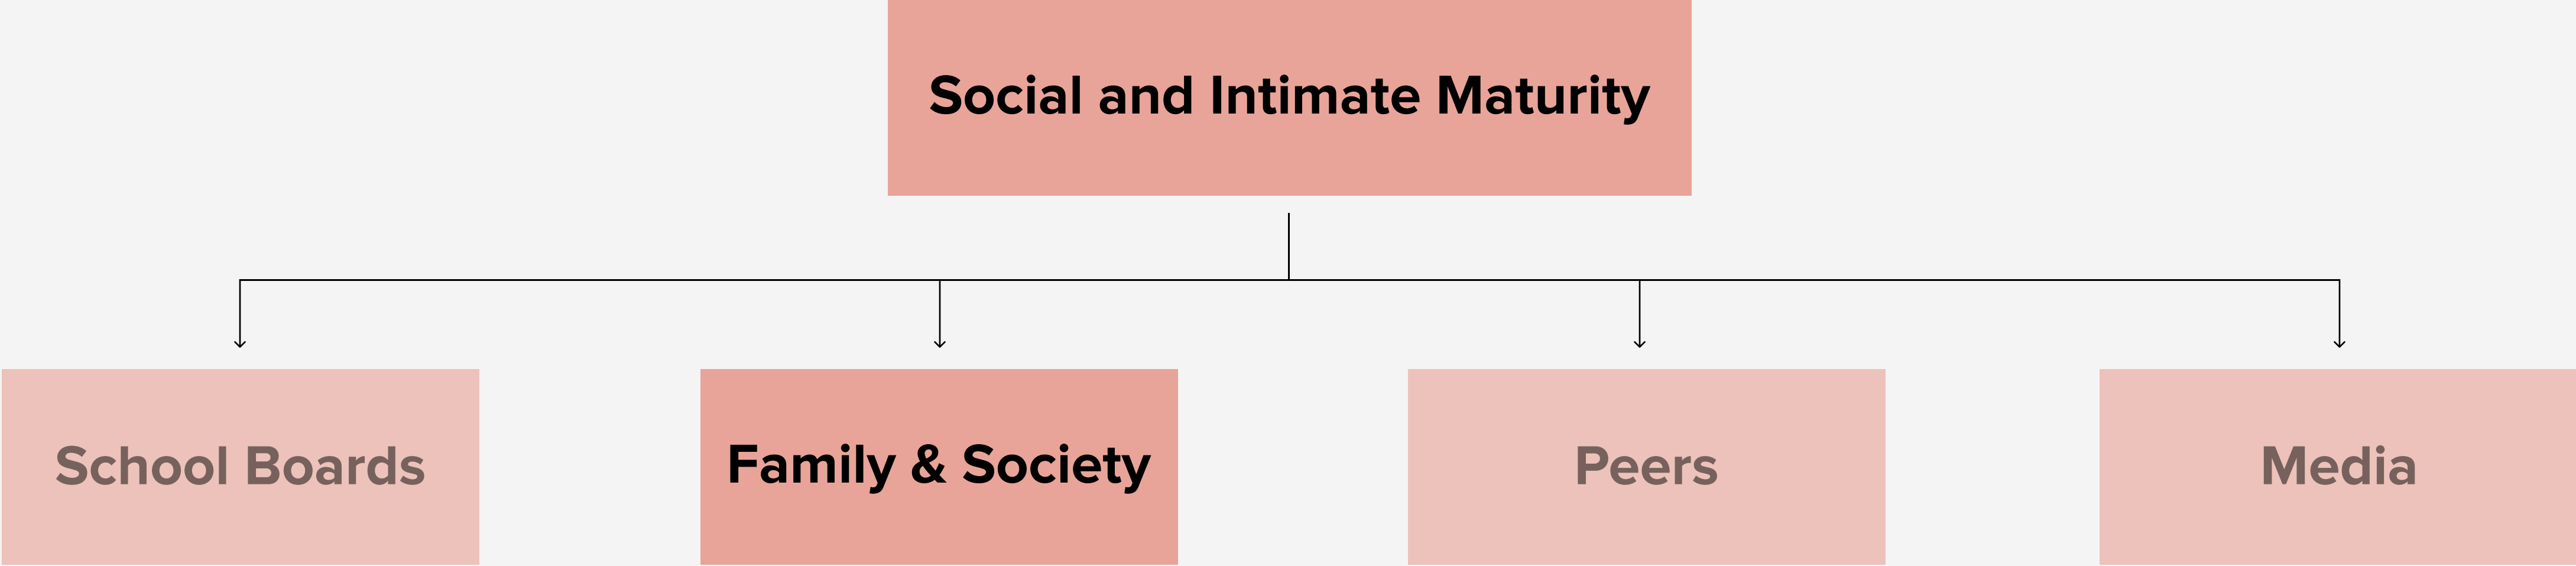 Social and Intimate Maturity
School Boards
Family & Society
Peers
Media